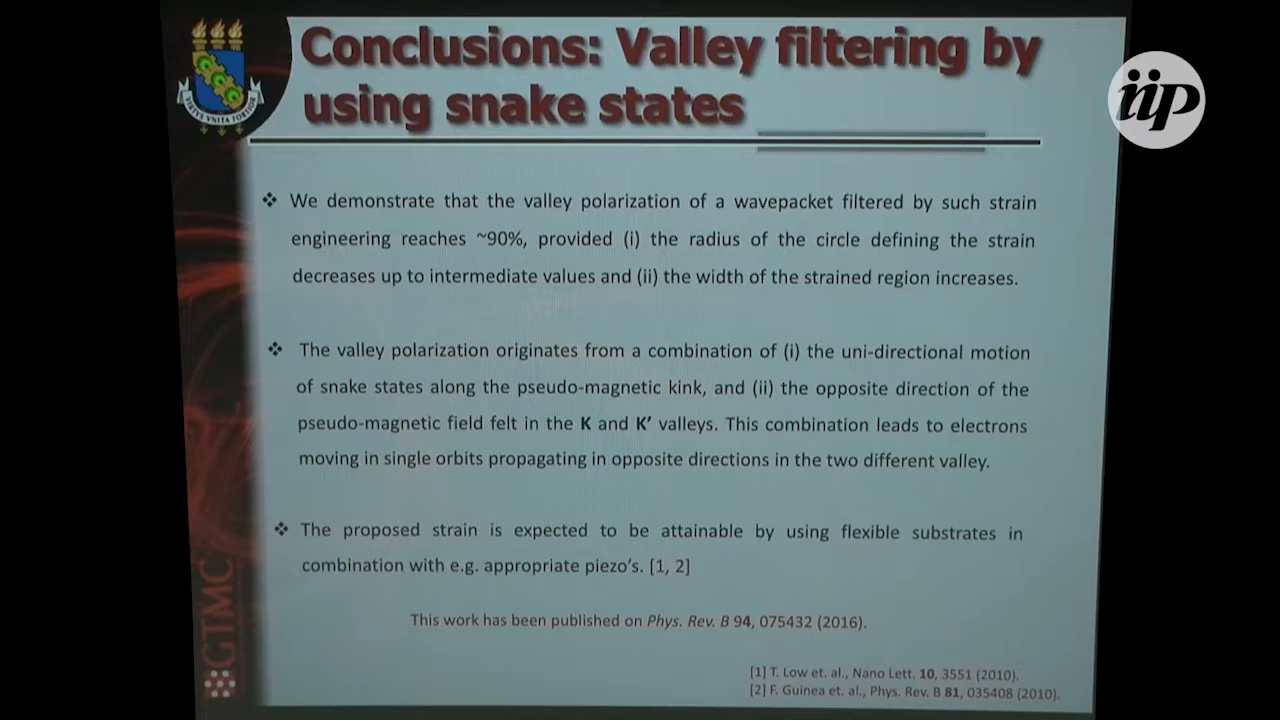 Conclusions: Valley filtering by
using snake states
iip
VIRTVS VNITA FORTIOR
❖ We demonstrate that the valley polarization of a wavepacket filtered by such strain
engineering reaches ~90%, provided (i) the radius of the circle defining the strain
decreases up to intermediate values and (ii) the width of the strained region increases.
❖ The valley polarization originates from a combination of (i) the uni-directional motion
of snake states along the pseudo-magnetic kink, and (ii) the opposite direction of the
pseudo-magnetic field felt in the K and K′ valleys. This combination leads to electrons
moving in single orbits propagating in opposite directions in the two different valley.
❖ The proposed strain is expected to be attainable by using flexible substrates in
combination with e.g. appropriate piezo's. [1, 2]
This work has been published on Phys. Rev. B 94, 075432 (2016).
GTMC
[1] T. Low et. al., Nano Lett. 10, 3551 (2010).
[2] F. Guinea et. al., Phys. Rev. B 81, 035408 (2010).